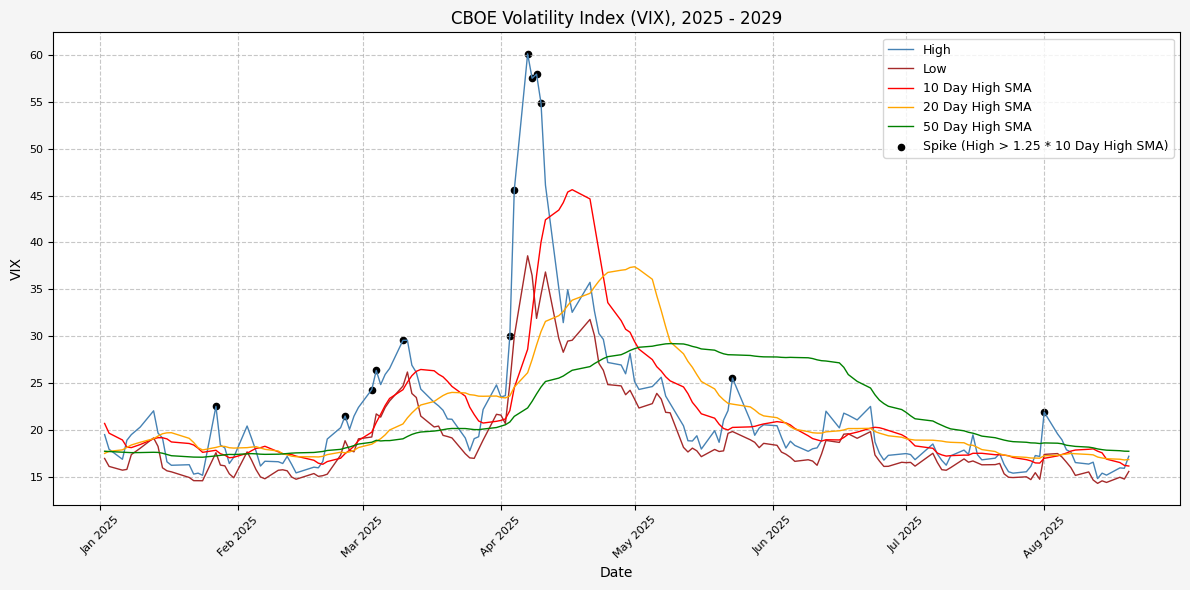 CBOE Volatility Index (VIX), 2025 - 2029
High
Low
10 Day High SMA
20 Day High SMA
50 Day High SMA
Spike (High > 1.25 * 10 Day High SMA)
VIX
60
55
50
45
40
35
30
25
20
15
Jan 2025
Feb 2025
Mar 2025
Apr 2025
May 2025
Jun 2025
Jul 2025
Aug 2025
Date